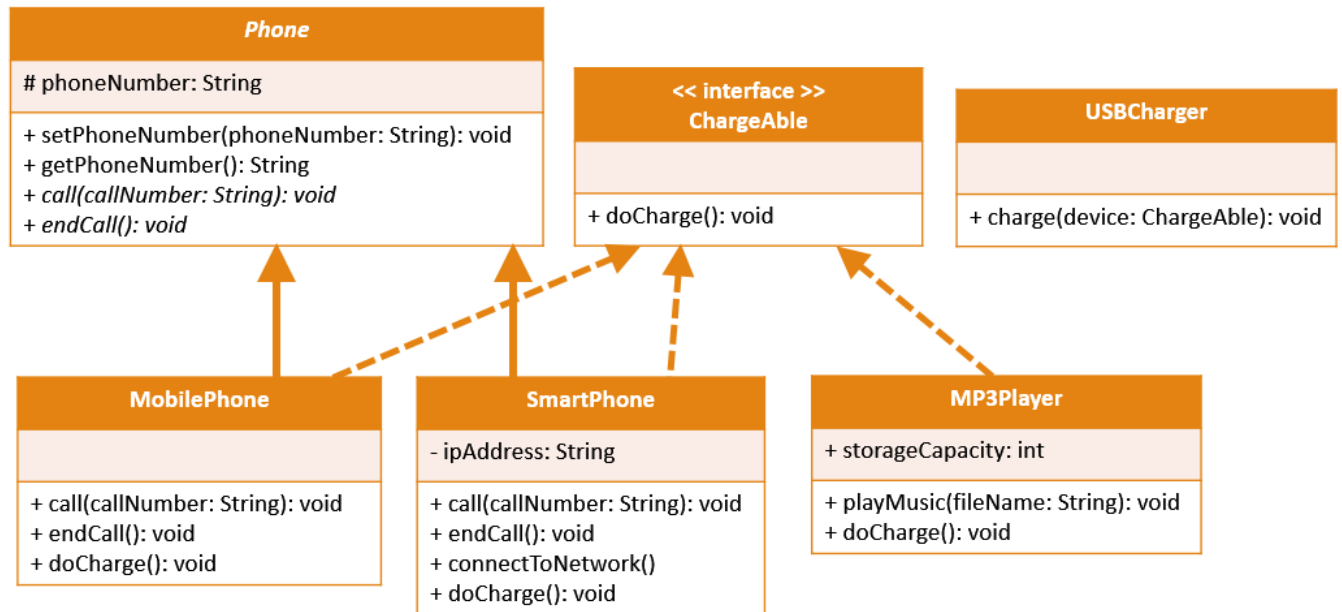 Phone
# phoneNumber: String
+ setPhoneNumber(phoneNumber: String): void
+ getPhoneNumber(): String
+ call(callNumber: String): void
+ endCall(): void
<< interface >>
ChargeAble
+ doCharge(): void
USBCharger
+ charge(device: ChargeAble): void
MobilePhone
+ call(callNumber: String): void
+ endCall(): void
+ doCharge(): void
SmartPhone
- ipAddress: String
+ call(callNumber: String): void
+ endCall(): void
+ connectToNetwork()
+ doCharge(): void
MP3Player
+ storageCapacity: int
+ playMusic(fileName: String): void
+ doCharge(): void